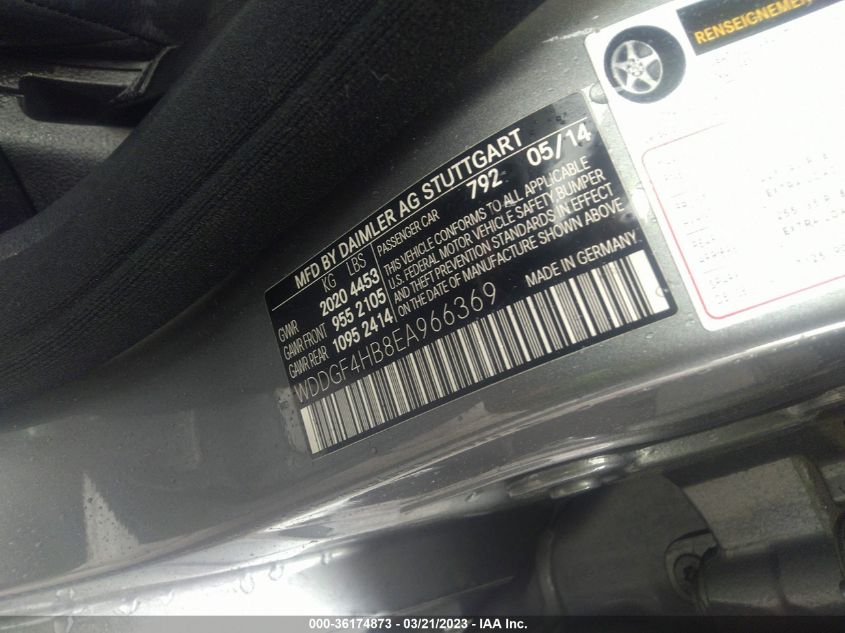 MFD BY DAIMLER AG STUTTGART
KG LBS PASSENGER CAR 792 05/14
GVWR 2020 4453
GAWR FRONT 955 2105
GAWR REAR 1095 2414
THIS VEHICLE CONFORMS TO ALL APPLICABLE
U.S. FEDERAL MOTOR VEHICLE SAFETY, BUMPER
AND THEFT PREVENTION STANDARDS IN EFFECT
ON THE DATE OF MANUFACTURE SHOWN ABOVE.
WDDGF4HB8EA966369 MADE IN GERMANY
000-36174873 / 03/21/2023 / IAA Inc.